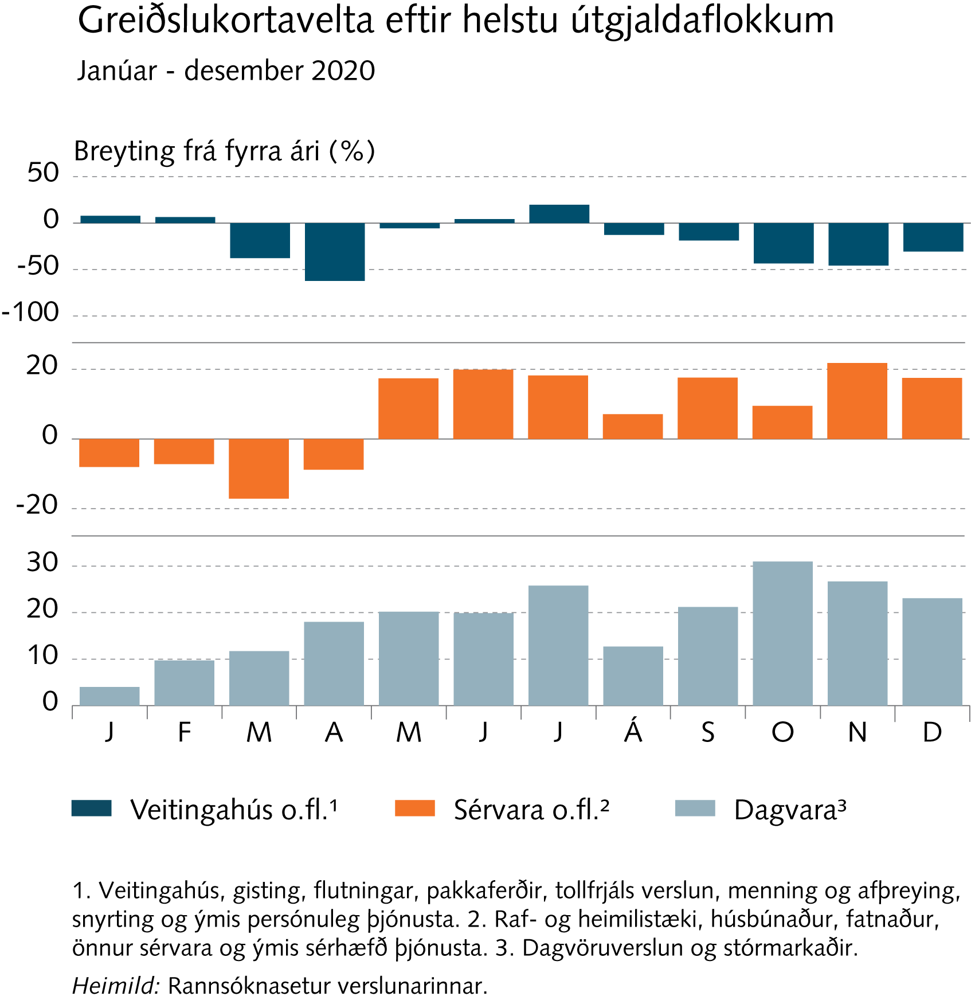 Greiðslukortavelta eftir helstu útgjaldaflokkum
Janúar - desember 2020
Breyting frá fyrra ári (%)
50
0
-50
-100
20
0
-20
30
20
10
0
J F M A M J J Á S O N D
Veitingahús o.fl.¹ Sérvara o.fl.² Dagvara³
1. Veitingahús, gisting, flutningar, pakkaferðir, tollfrjáls verslun, menning og afþreying,
snyrting og ýmis persónuleg þjónusta. 2. Raf- og heimilistæki, húsbúnaður, fatnaður,
önnur sérvara og ýmis sérhæfð þjónusta. 3. Dagvöruverslun og stórmarkaðir.
Heimild: Rannsóknasetur verslunarinnar.